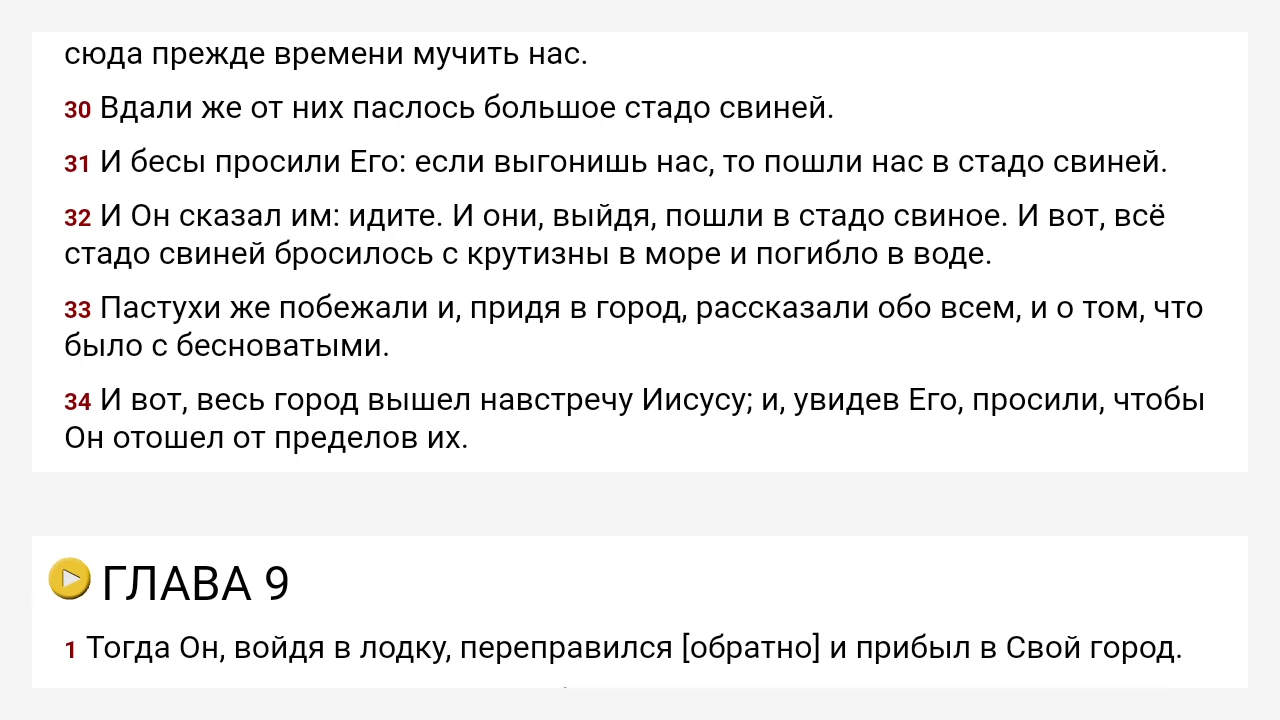 сюда прежде времени мучить нас.
30 Вдали же от них паслось большое стадо свиней.
31 И бесы просили Его: если выгонишь нас, то пошли нас в стадо свиней.
32 И Он сказал им: идите. И они, выйдя, пошли в стадо свиное. И вот, всё
стадо свиней бросилось с крутизны в море и погибло в воде.
33 Пастухи же побежали и, придя в город, рассказали обо всем, и о том, что
было с бесноватыми.
34 И вот, весь город вышел навстречу Иисусу; и, увидев Его, просили, чтобы
Он отошел от пределов их.
ГЛАВА 9
1 Тогда Он, войдя в лодку, переправился [обратно] и прибыл в Свой город.